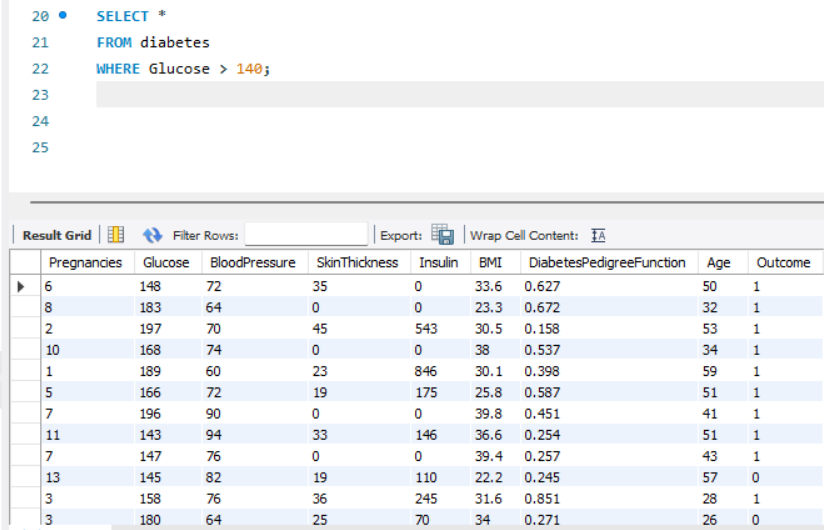 20 SELECT *
21 FROM diabetes
22 WHERE Glucose > 140;
23
24
25
Result Grid Filter Rows: Export: Wrap Cell Content: IA
Pregnancies Glucose BloodPressure SkinThickness Insulin BMI DiabetesPedigreeFunction Age Outcome
6 148 72 35 0 33.6 0.627 50 1
8 183 64 0 0 23.3 0.672 32 1
2 197 70 45 543 30.5 0.158 53 1
10 168 74 0 0 38 0.537 34 1
1 189 60 23 846 30.1 0.398 59 1
5 166 72 19 175 25.8 0.587 51 1
7 196 90 0 0 39.8 0.451 41 1
11 143 94 33 146 36.6 0.254 51 1
7 147 76 0 0 39.4 0.257 43 1
13 145 82 19 110 22.2 0.245 57 0
3 158 76 36 245 31.6 0.851 28 1
3 180 64 25 70 34 0.271 26 0